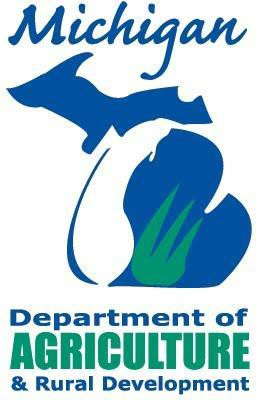 Michigan
Department of
AGRICULTURE
& Rural Development